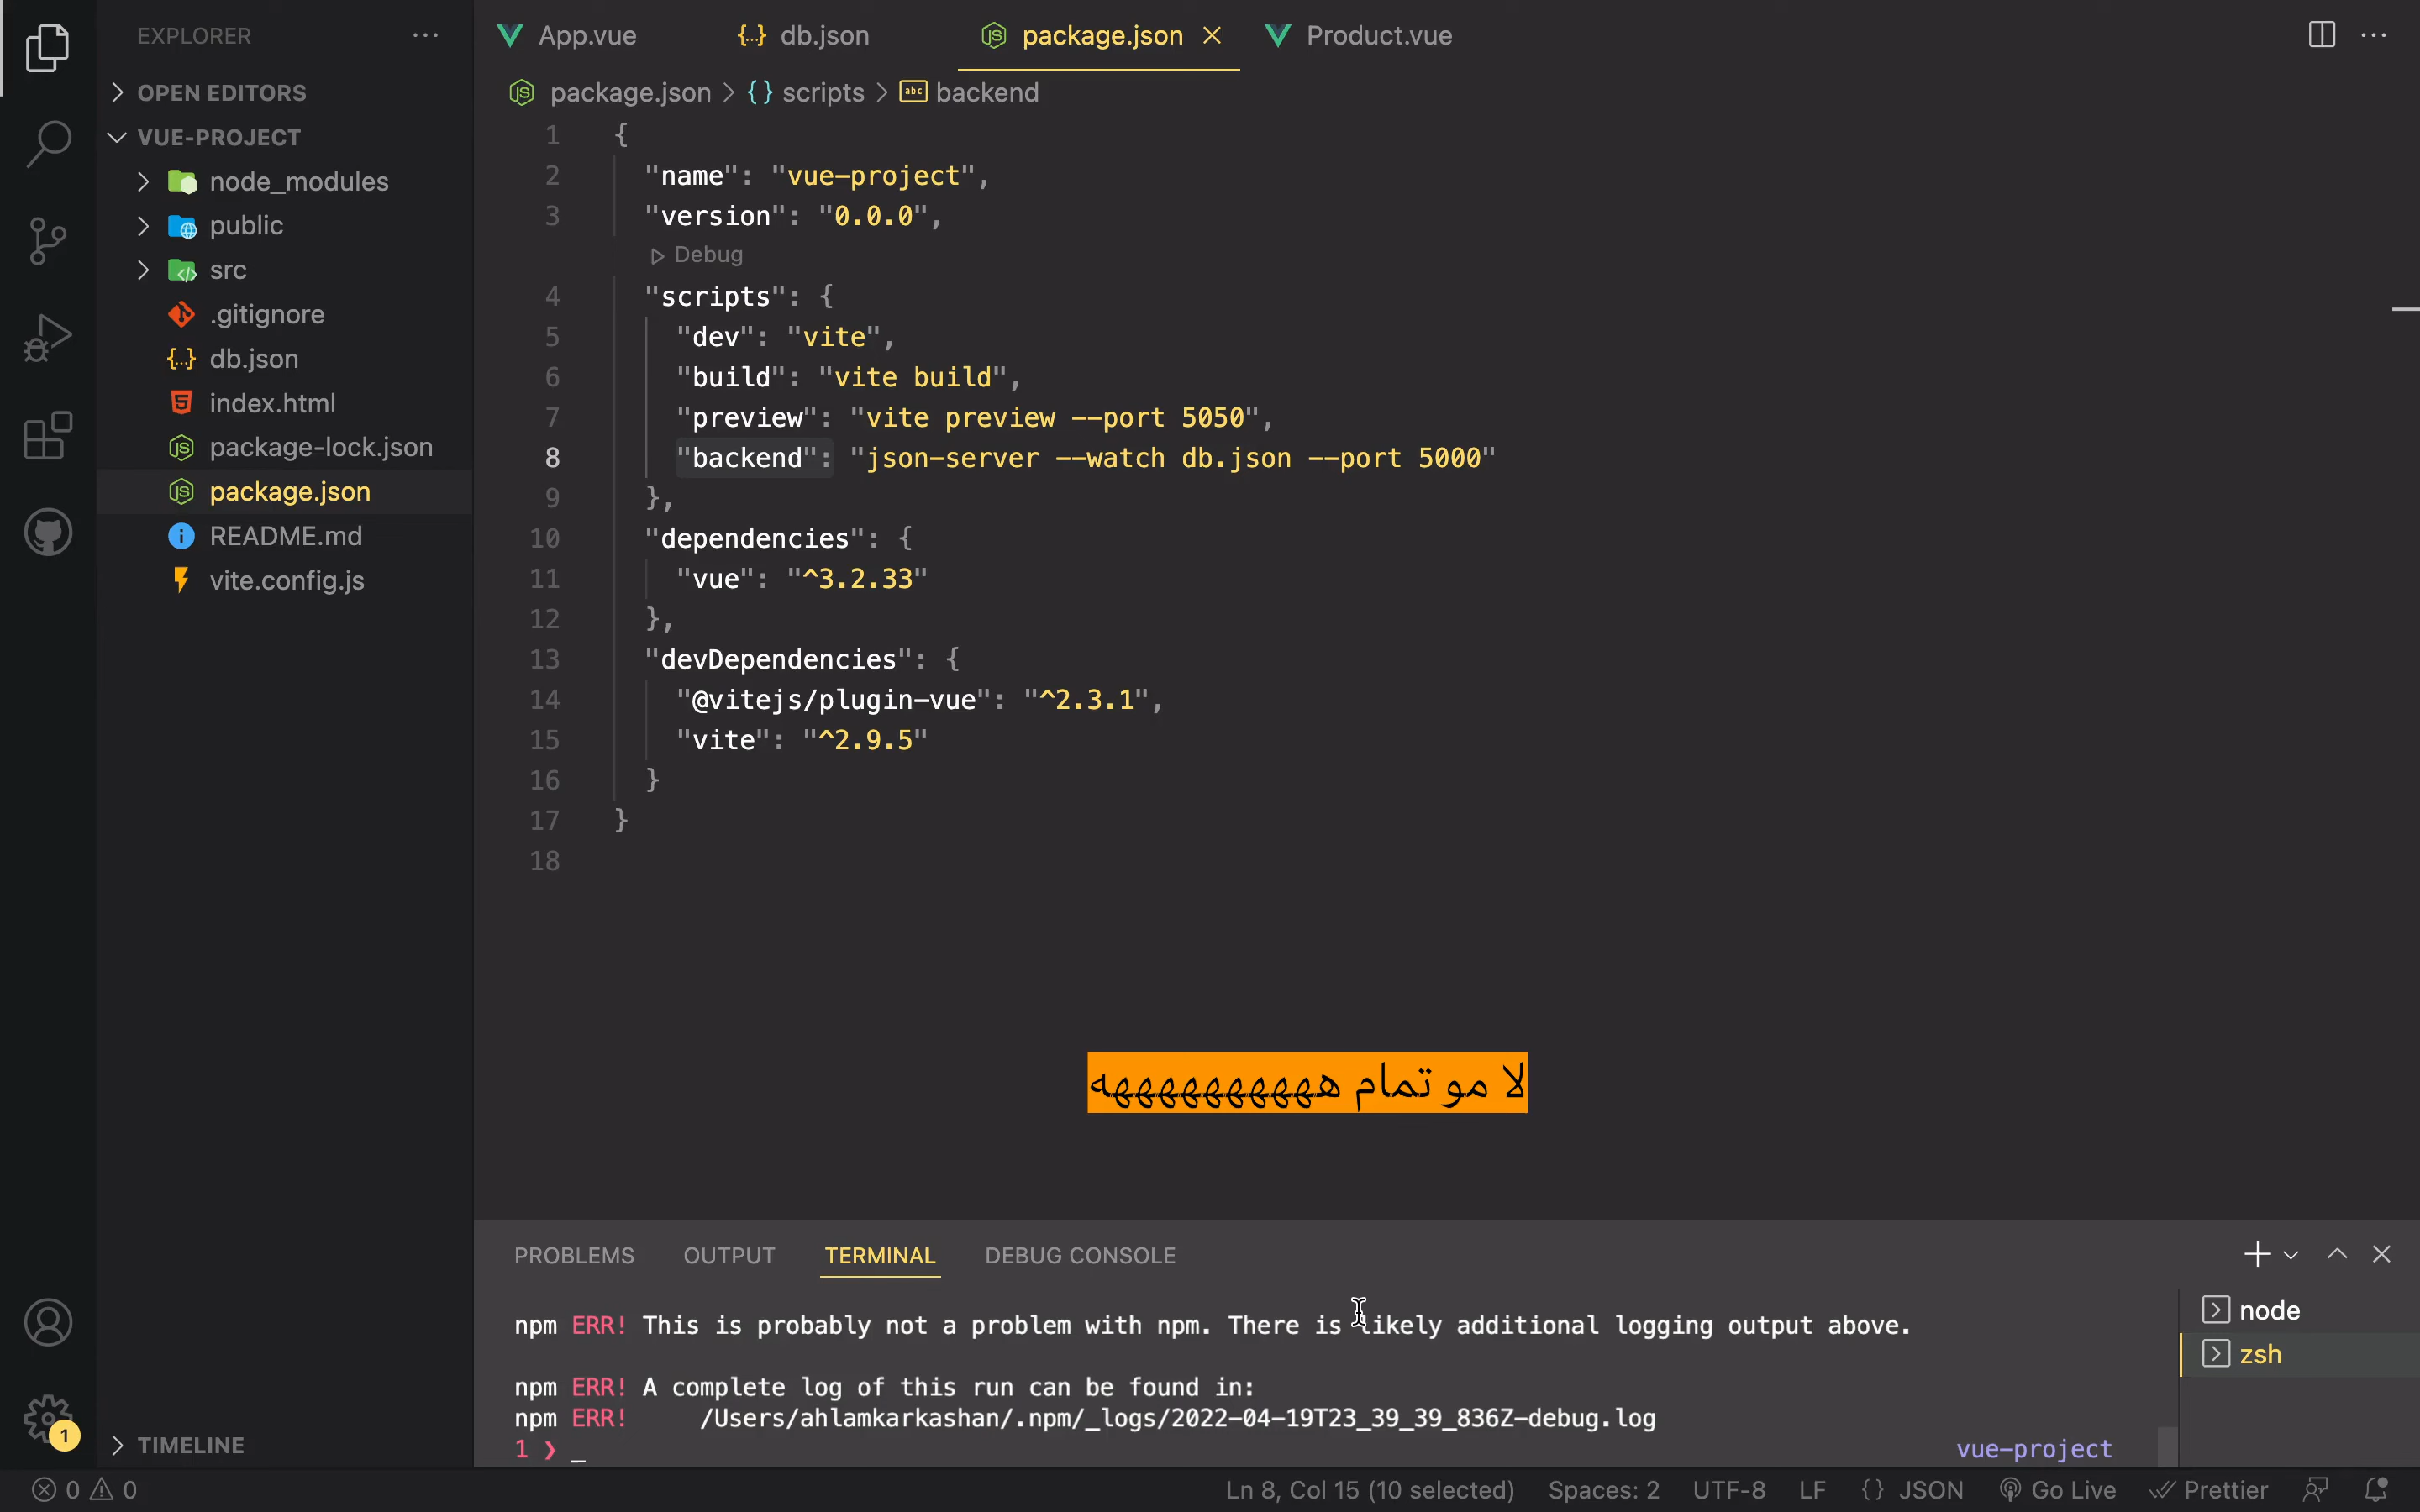 EXPLORER
OPEN EDITORS
VUE-PROJECT
node_modules
public
src
.gitignore
db.json
index.html
package-lock.json
package.json
README.md
vite.config.js
TIMELINE
App.vue
db.json
package.json
Product.vue
package.json > {} scripts > abc backend
1 {
2 "name": "vue-project",
3 "version": "0.0.0",
Debug
4 "scripts": {
5 "dev": "vite",
6 "build": "vite build",
7 "preview": "vite preview --port 5050",
8 "backend": "json-server --watch db.json --port 5000"
9 },
10 "dependencies": {
11 "vue": "^3.2.33"
12 },
13 "devDependencies": {
14 "@vitejs/plugin-vue": "^2.3.1",
15 "vite": "^2.9.5"
16 }
17 }
18
لا مو تمام هههههههههه
PROBLEMS OUTPUT TERMINAL DEBUG CONSOLE
npm ERR! This is probably not a problem with npm. There is likely additional logging output above.
npm ERR! A complete log of this run can be found in:
npm ERR! /Users/ahlamkarkashan/.npm/_logs/2022-04-19T23_39_39_836Z-debug.log
1 ❯ _ vue-project
node
zsh
1
0 0 Ln 8, Col 15 (10 selected) Spaces: 2 UTF-8 LF {} JSON Go Live Prettier